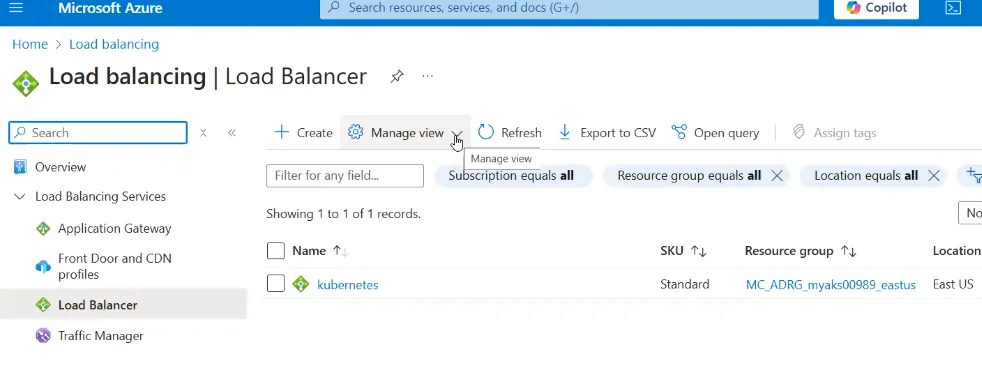 Microsoft Azure
Search resources, services, and docs (G+/)
Copilot
Home > Load balancing
Load balancing | Load Balancer
Search
Create
Manage view
Refresh
Export to CSV
Open query
Assign tags
Manage view
Overview
Load Balancing Services
Application Gateway
Front Door and CDN
profiles
Load Balancer
Traffic Manager
Filter for any field...
Subscription equals all
Resource group equals all
Location equals all
Showing 1 to 1 of 1 records.
No
Name
SKU
Resource group
Location
kubernetes
Standard
MC_ADRG_myaks00989_eastus
East US